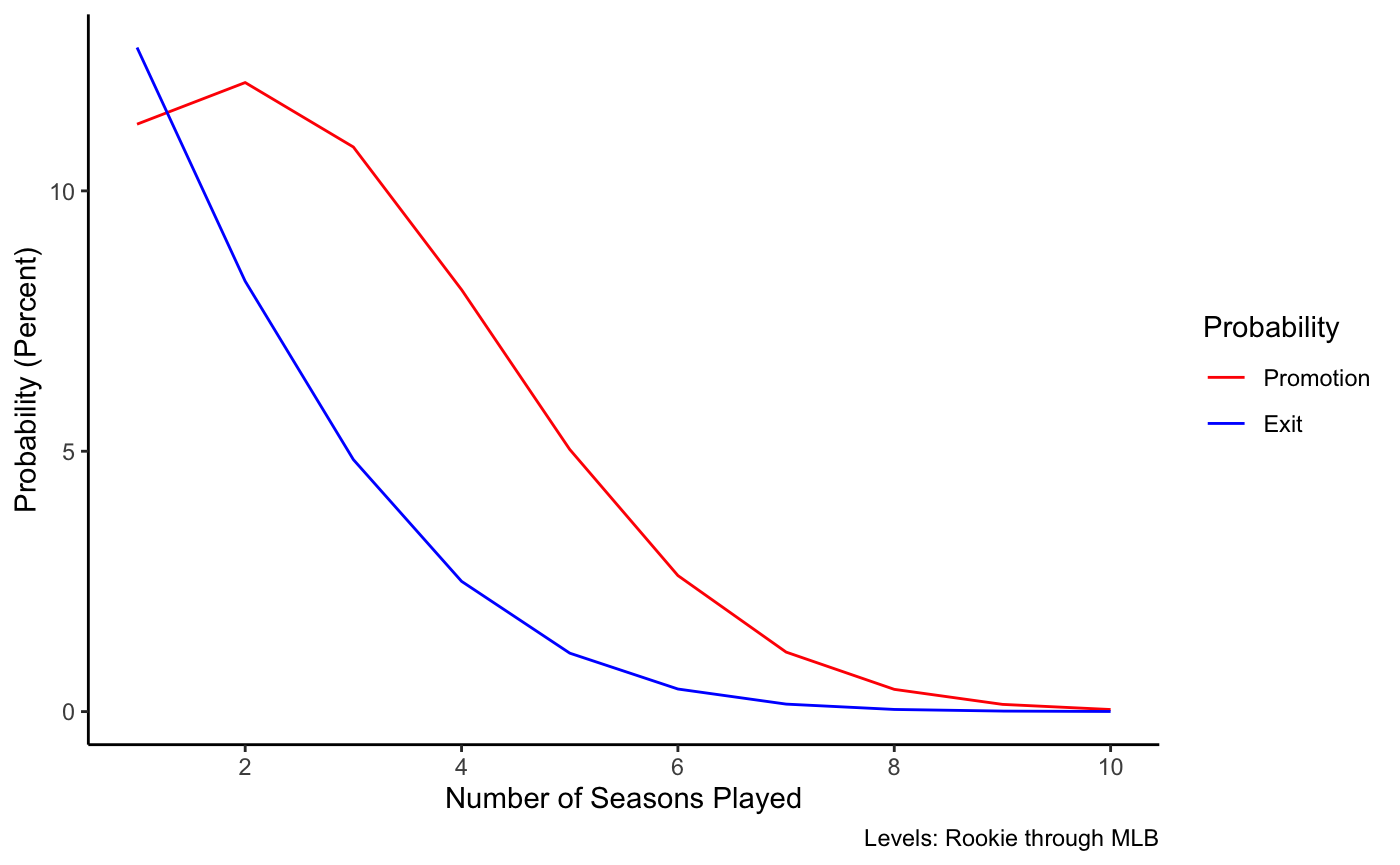 Probability (Percent)
10
5
0
2 4 6 8 10
Number of Seasons Played
Levels: Rookie through MLB
Probability
Promotion
Exit